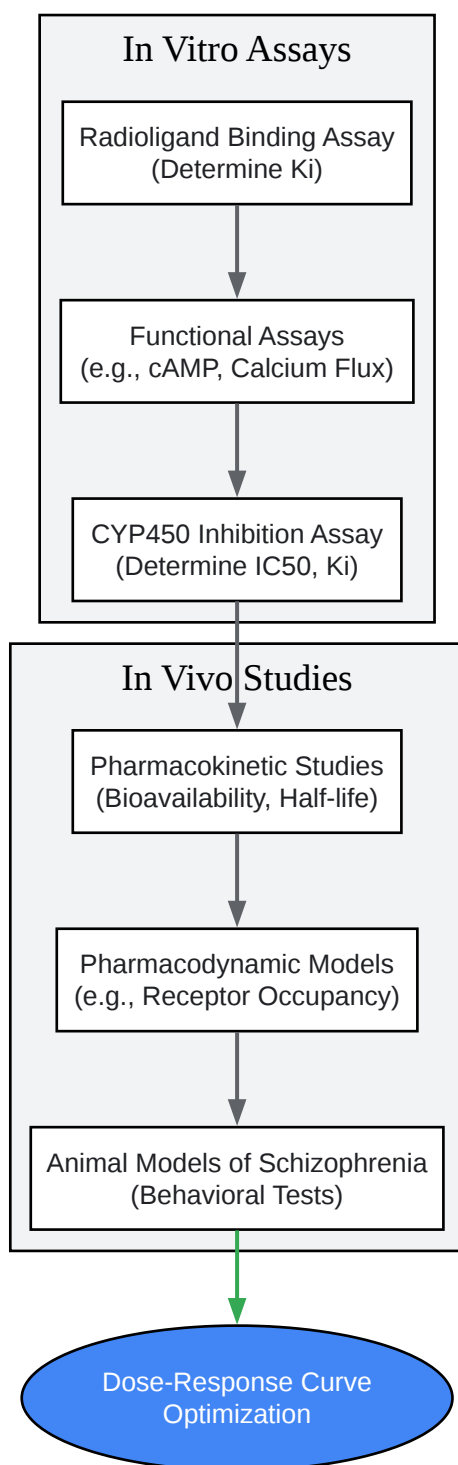 In Vitro Assays
Radioligand Binding Assay
(Determine Ki)
Functional Assays
(e.g., cAMP, Calcium Flux)
CYP450 Inhibition Assay
(Determine IC50, Ki)
In Vivo Studies
Pharmacokinetic Studies
(Bioavailability, Half-life)
Pharmacodynamic Models
(e.g., Receptor Occupancy)
Animal Models of Schizophrenia
(Behavioral Tests)
Dose-Response Curve
Optimization